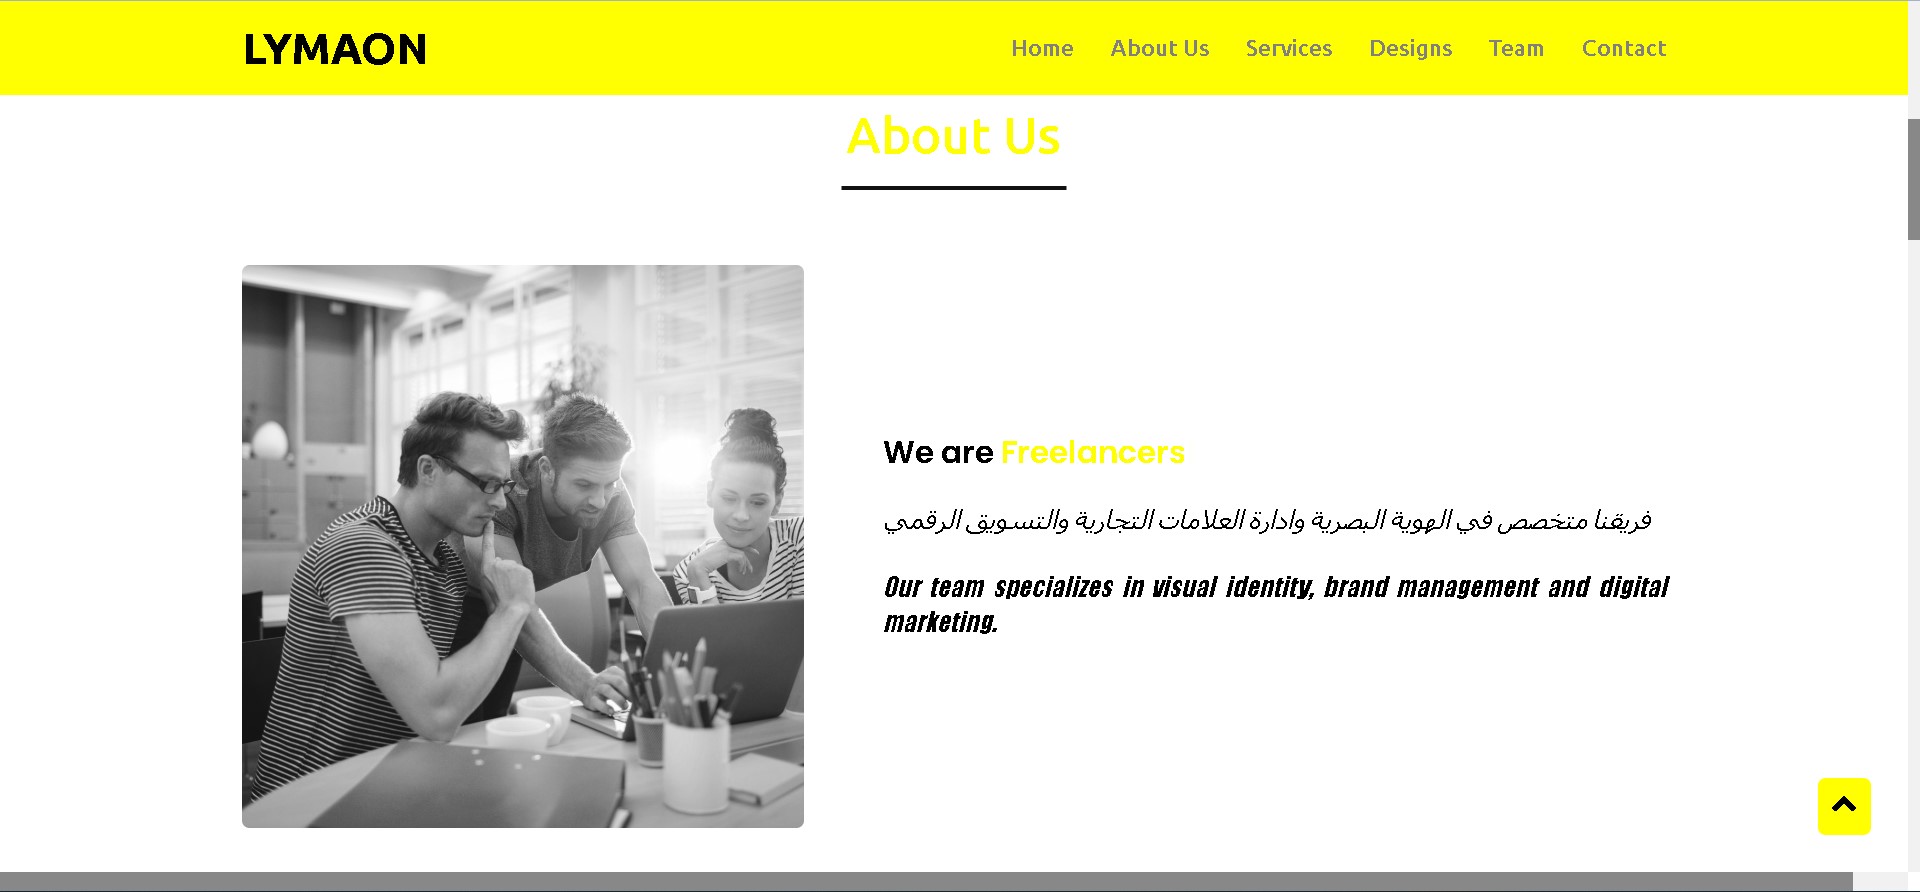 LYMAON
Home About Us Services Designs Team Contact
About Us
We are Freelancers
فريقنا متخصص في الهوية البصرية وادارة العلامات التجارية والتسويق الرقمي
Our team specializes in visual identity, brand management and digital
marketing.